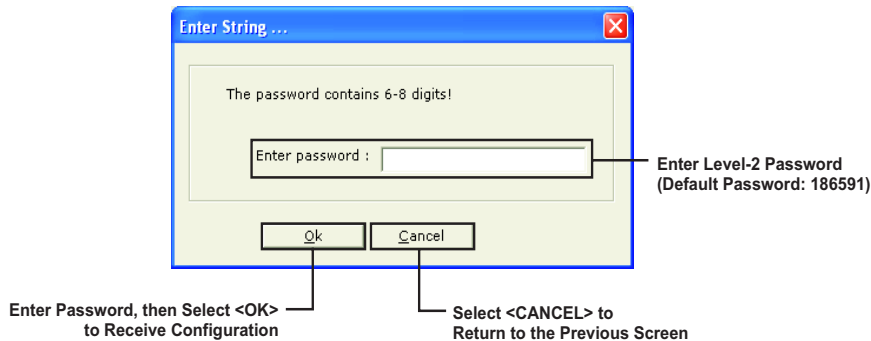 Enter String ...
The password contains 6-8 digits!
Enter password :
Enter Level-2 Password
(Default Password: 186591)
Ok
Cancel
Enter Password, then Select <OK>
to Receive Configuration
Select <CANCEL> to
Return to the Previous Screen